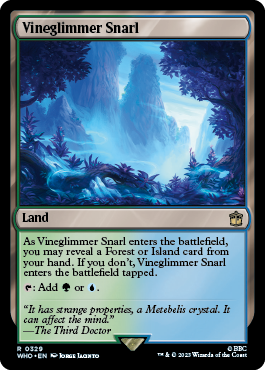 Vineglimmer Snarl
Land
As Vineglimmer Snarl enters the battlefield,
you may reveal a Forest or Island card from
your hand. If you don't, Vineglimmer Snarl
enters the battlefield tapped.
: Add or .
“It has strange properties, a Metebelis crystal. It
can affect the mind.”
—The Third Doctor
R 0329
WHO • EN
© BBC
™ & © 2023 Wizards of the Coast